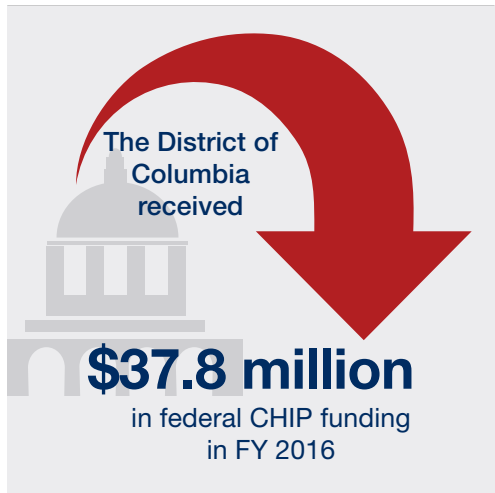 The District of
Columbia
received
$37.8 million
in federal CHIP funding
in FY 2016